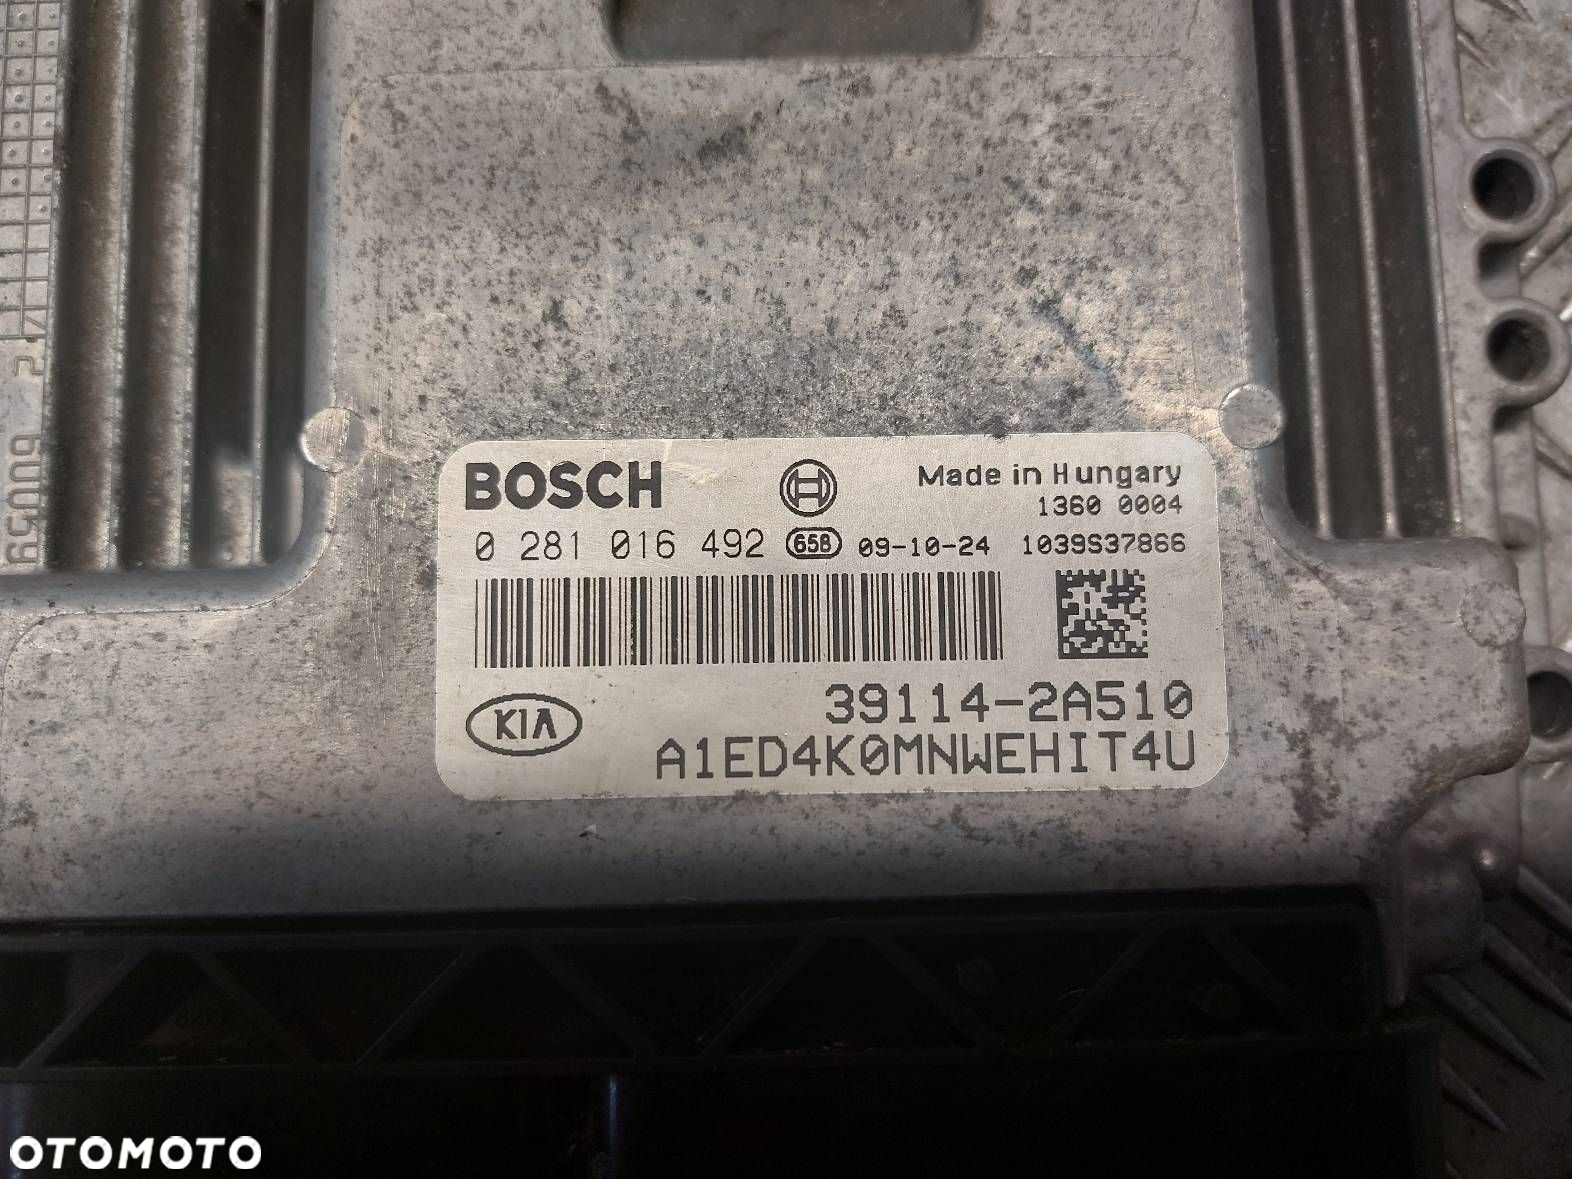 BOSCH
Made in Hungary
1360 0004
0 281 016 492 65B 09-10-24 1039S37866
39114-2A510
KIA
A1ED4K0MNWEHIT4U
OTOMOTO